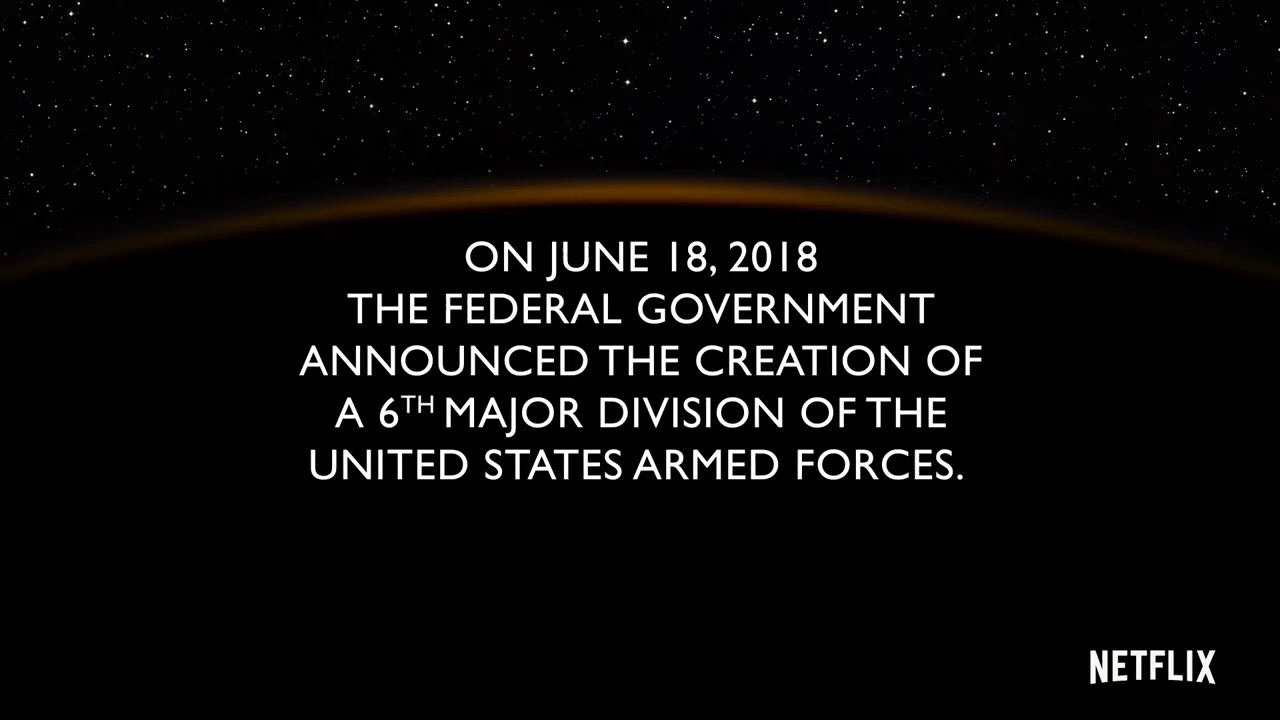 ON JUNE 18, 2018
THE FEDERAL GOVERNMENT
ANNOUNCED THE CREATION OF
A 6TH MAJOR DIVISION OF THE
UNITED STATES ARMED FORCES.
NETFLIX